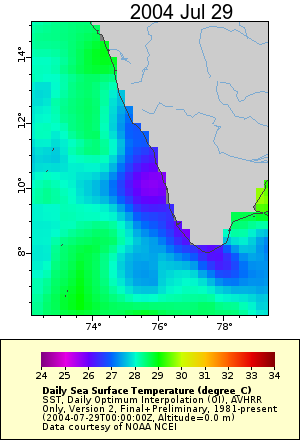 2004 Jul 29
14°
12°
10°
8°
74°
76°
78°
24 25 26 27 28 29 30 31 32 33 34
Daily Sea Surface Temperature (degree_C)
SST, Daily Optimum Interpolation (OI), AVHRR
Only, Version 2, Final+Preliminary, 1981-present
(2004-07-29T00:00:00Z, Altitude=0.0 m)
Data courtesy of NOAA NCEI